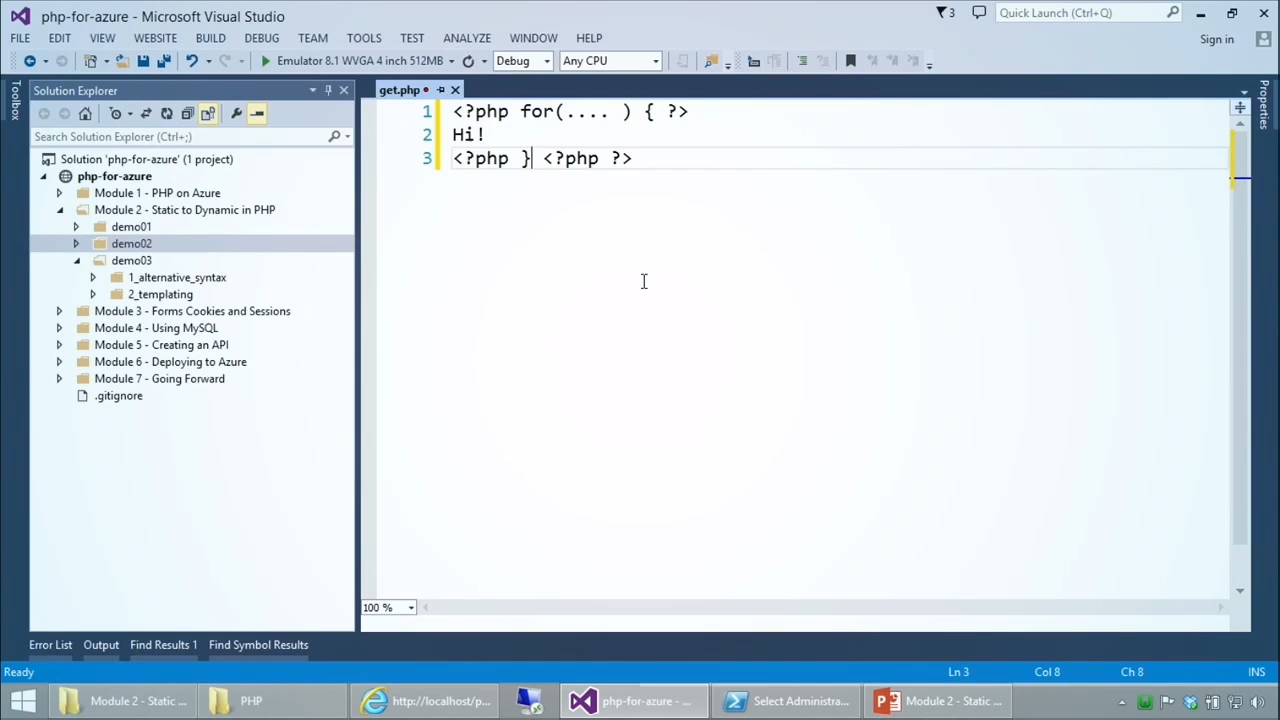 php-for-azure - Microsoft Visual Studio
3
Quick Launch (Ctrl+Q)
FILE EDIT VIEW WEBSITE BUILD DEBUG TEAM TOOLS TEST ANALYZE WINDOW HELP
Sign in
Emulator 8.1 WVGA 4 inch 512MB
Debug
Any CPU
Toolbox
Solution Explorer
Search Solution Explorer (Ctrl+;)
Solution 'php-for-azure' (1 project)
php-for-azure
Module 1 - PHP on Azure
Module 2 - Static to Dynamic in PHP
demo01
demo02
demo03
1_alternative_syntax
2_templating
Module 3 - Forms Cookies and Sessions
Module 4 - Using MySQL
Module 5 - Creating an API
Module 6 - Deploying to Azure
Module 7 - Going Forward
.gitignore
get.php
1 <?php for(.... ) { ?>
2 Hi!
3 <?php } <?php ?>
Properties
100 %
Error List Output Find Results 1 Find Symbol Results
Ready
Ln 3 Col 8 Ch 8 INS
Module 2 - Static ...
PHP
http://localhost/p...
php-for-azure - ...
Select Administra...
Module 2 - Static ...